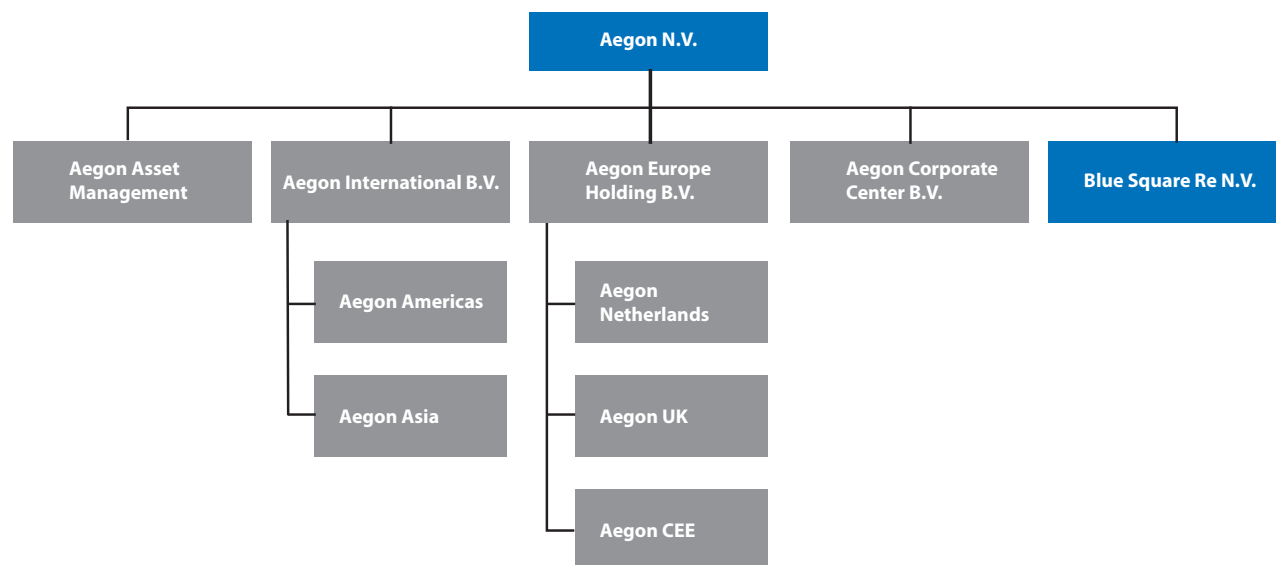 Aegon N.V.
Aegon Asset
Management
Aegon International B.V.
Aegon Europe
Holding B.V.
Aegon Corporate
Center B.V.
Blue Square Re N.V.
Aegon Americas
Aegon
Netherlands
Aegon Asia
Aegon UK
Aegon CEE